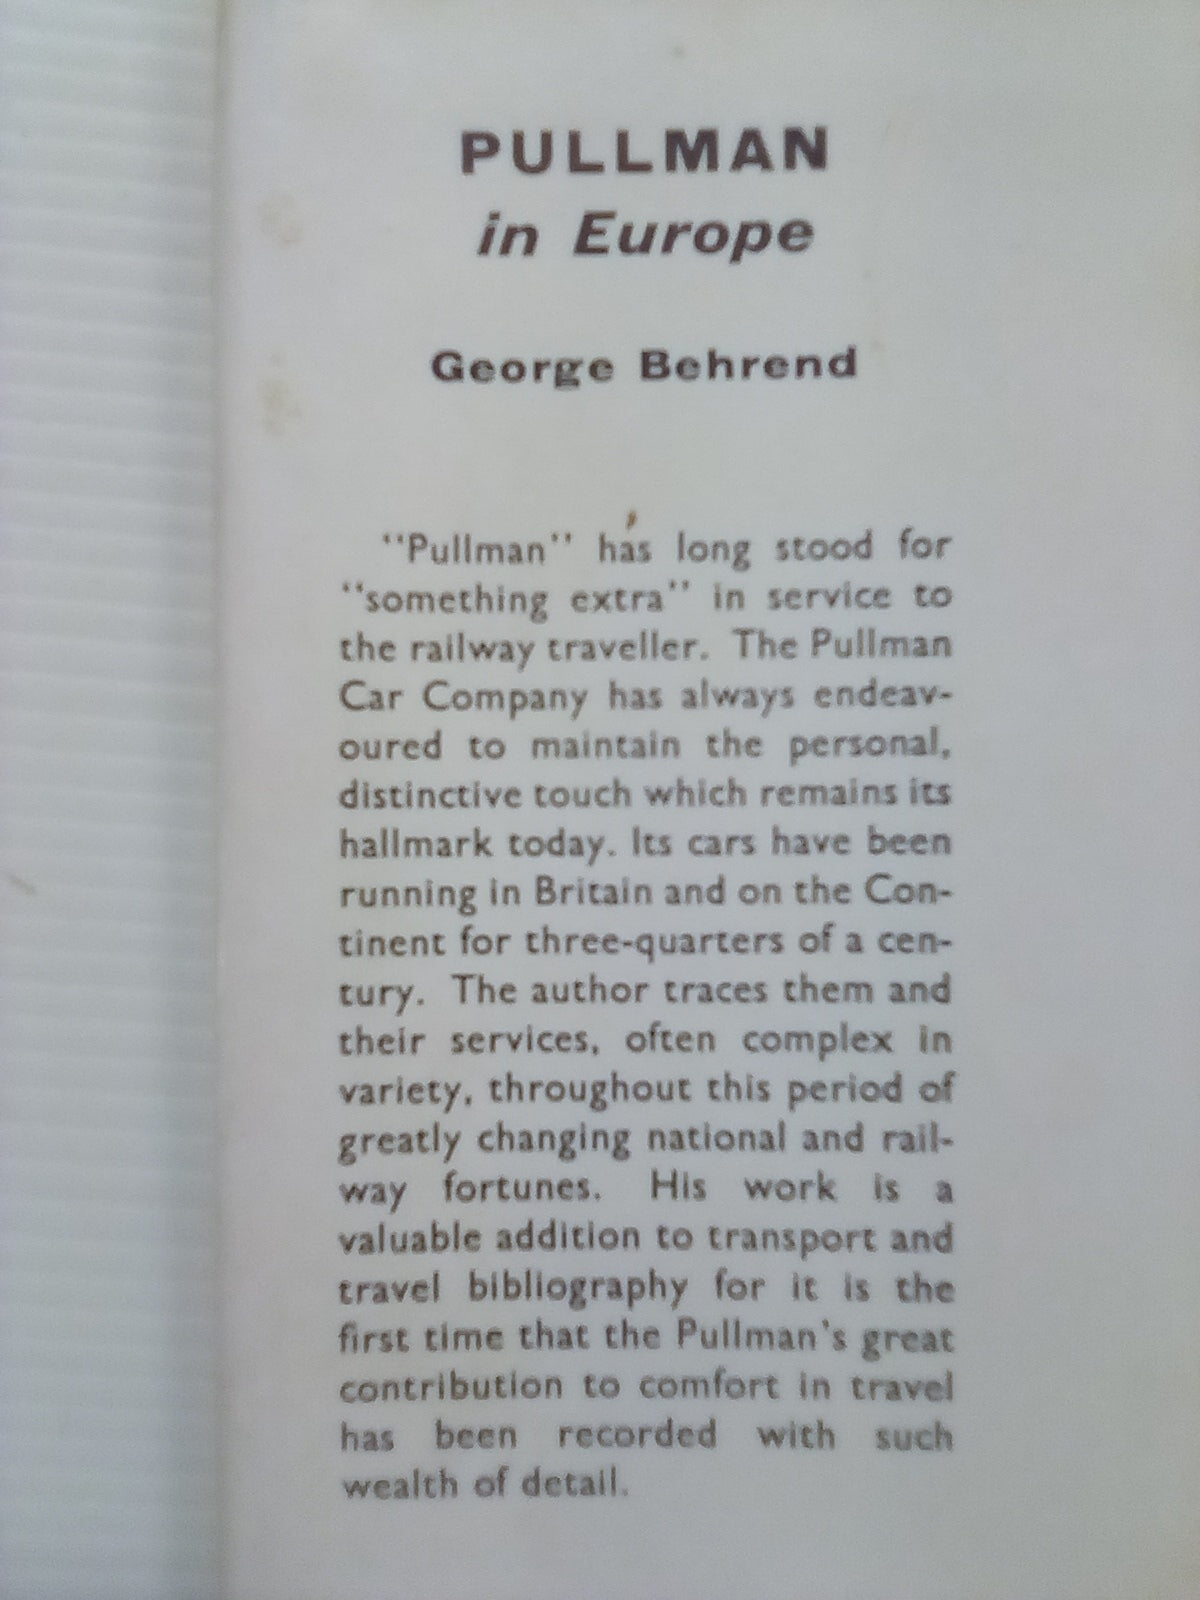 PULLMAN
in Europe
George Behrend
"Pullman" has long stood for
"something extra" in service to
the railway traveller. The Pullman
Car Company has always endeav-
oured to maintain the personal,
distinctive touch which remains its
hallmark today. Its cars have been
running in Britain and on the Con-
tinent for three-quarters of a cen-
tury. The author traces them and
their services, often complex in
variety, throughout this period of
greatly changing national and rail-
way fortunes. His work is a
valuable addition to transport and
travel bibliography for it is the
first time that the Pullman's great
contribution to comfort in travel
has been recorded with such
wealth of detail.